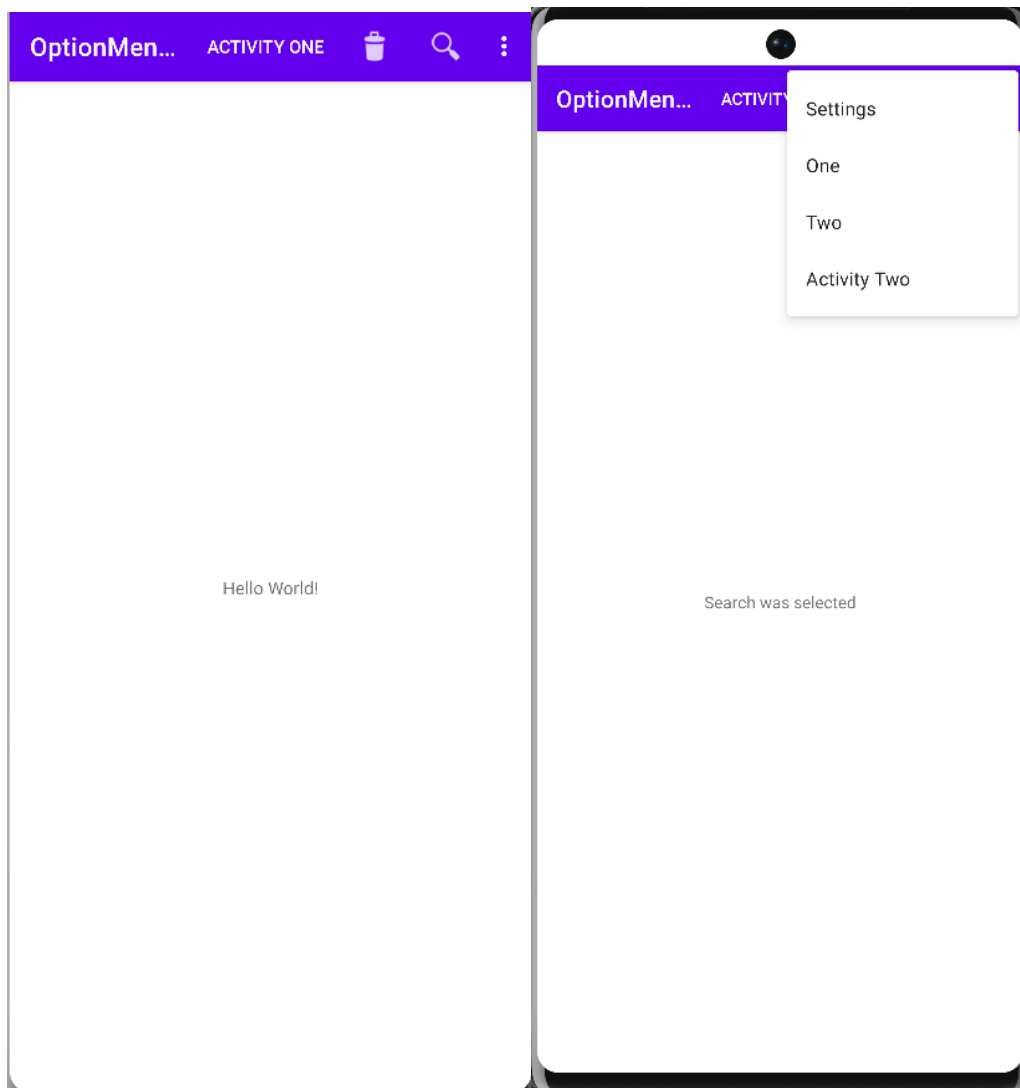 OptionMen... ACTIVITY ONE
Hello World!
OptionMen... ACTIVITY
Settings
One
Two
Activity Two
Search was selected